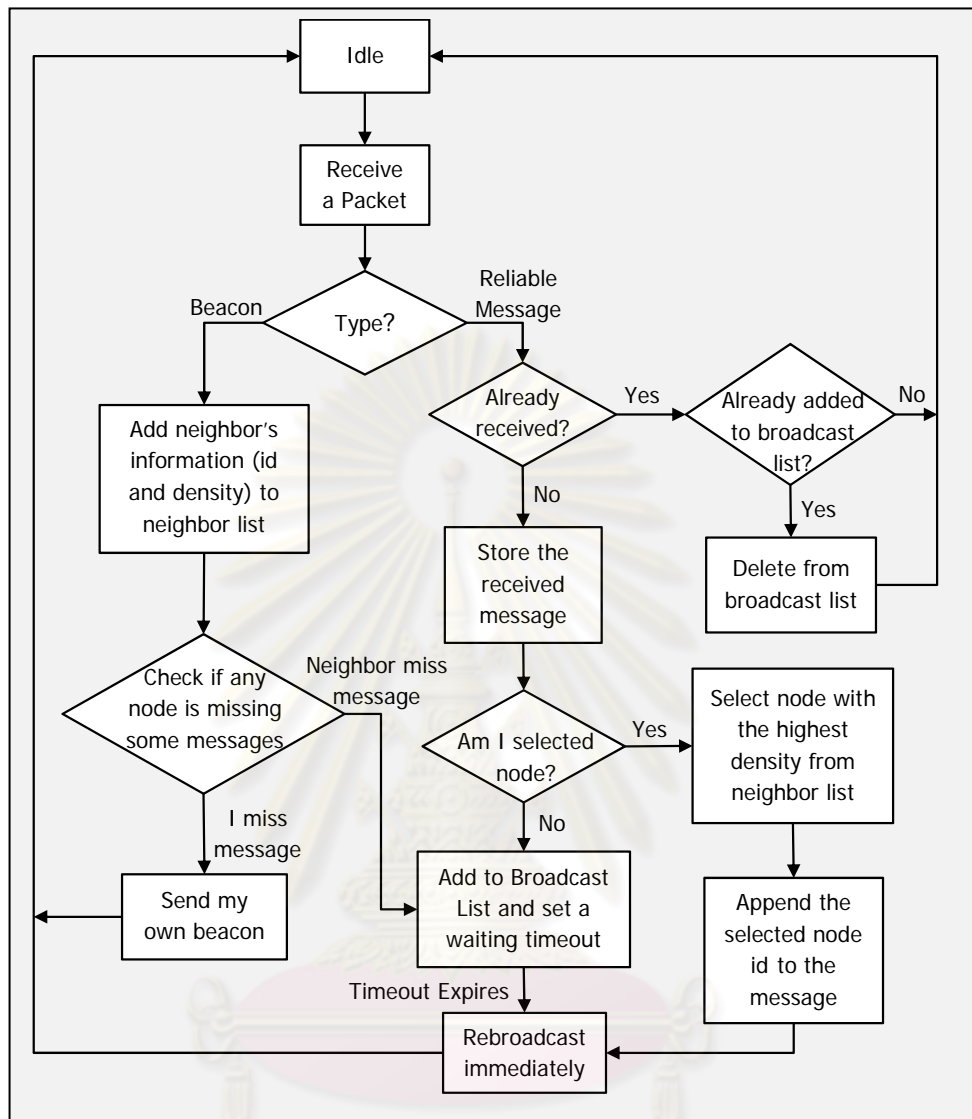 Idle
Receive
a Packet
Type?
Beacon
Reliable
Message
Add neighbor's
information (id
and density) to
neighbor list
Already
received?
Yes
Already added
to broadcast
list?
No
No
Yes
Store the
received
message
Delete from
broadcast list
Check if any
node is missing
some messages
Neighbor miss
message
Am I selected
node?
Yes
Select node with
the highest
density from
neighbor list
I miss
message
No
Send my
own beacon
Add to Broadcast
List and set a
waiting timeout
Append the
selected node
id to the
message
Timeout Expires
Rebroadcast
immediately